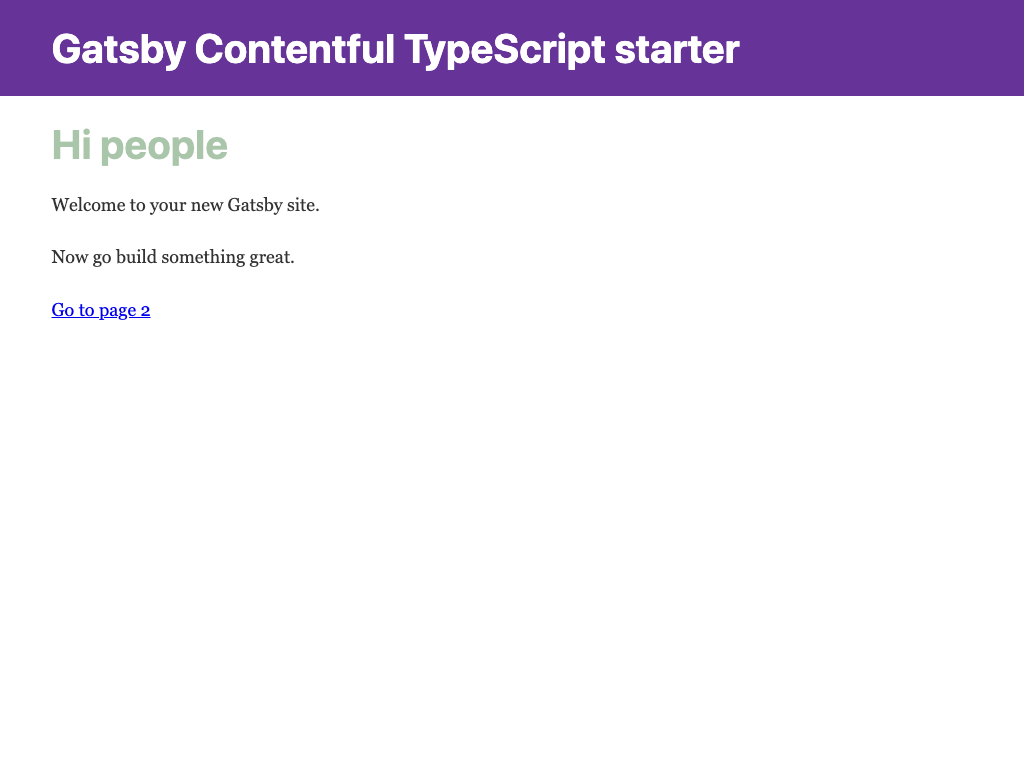 Gatsby Contentful TypeScript starter
Hi people
Welcome to your new Gatsby site.
Now go build something great.
Go to page 2